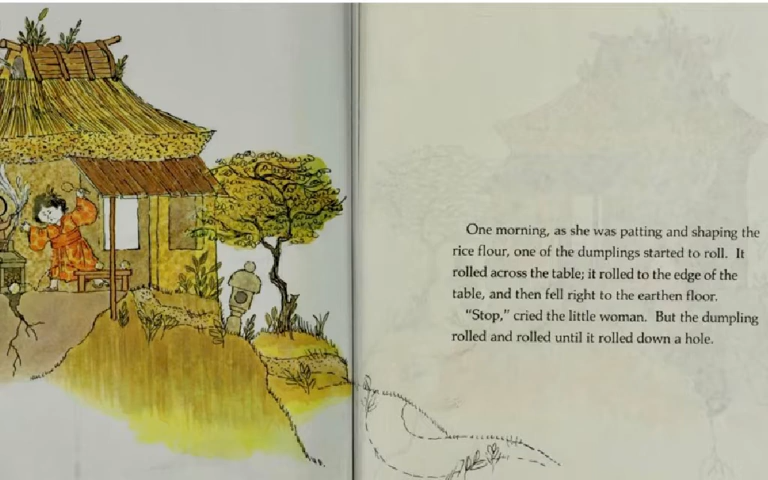 One morning, as she was patting and shaping the
rice flour, one of the dumplings started to roll. It
rolled across the table; it rolled to the edge of the
table, and then fell right to the earthen floor.
"Stop," cried the little woman. But the dumpling
rolled and rolled until it rolled down a hole.